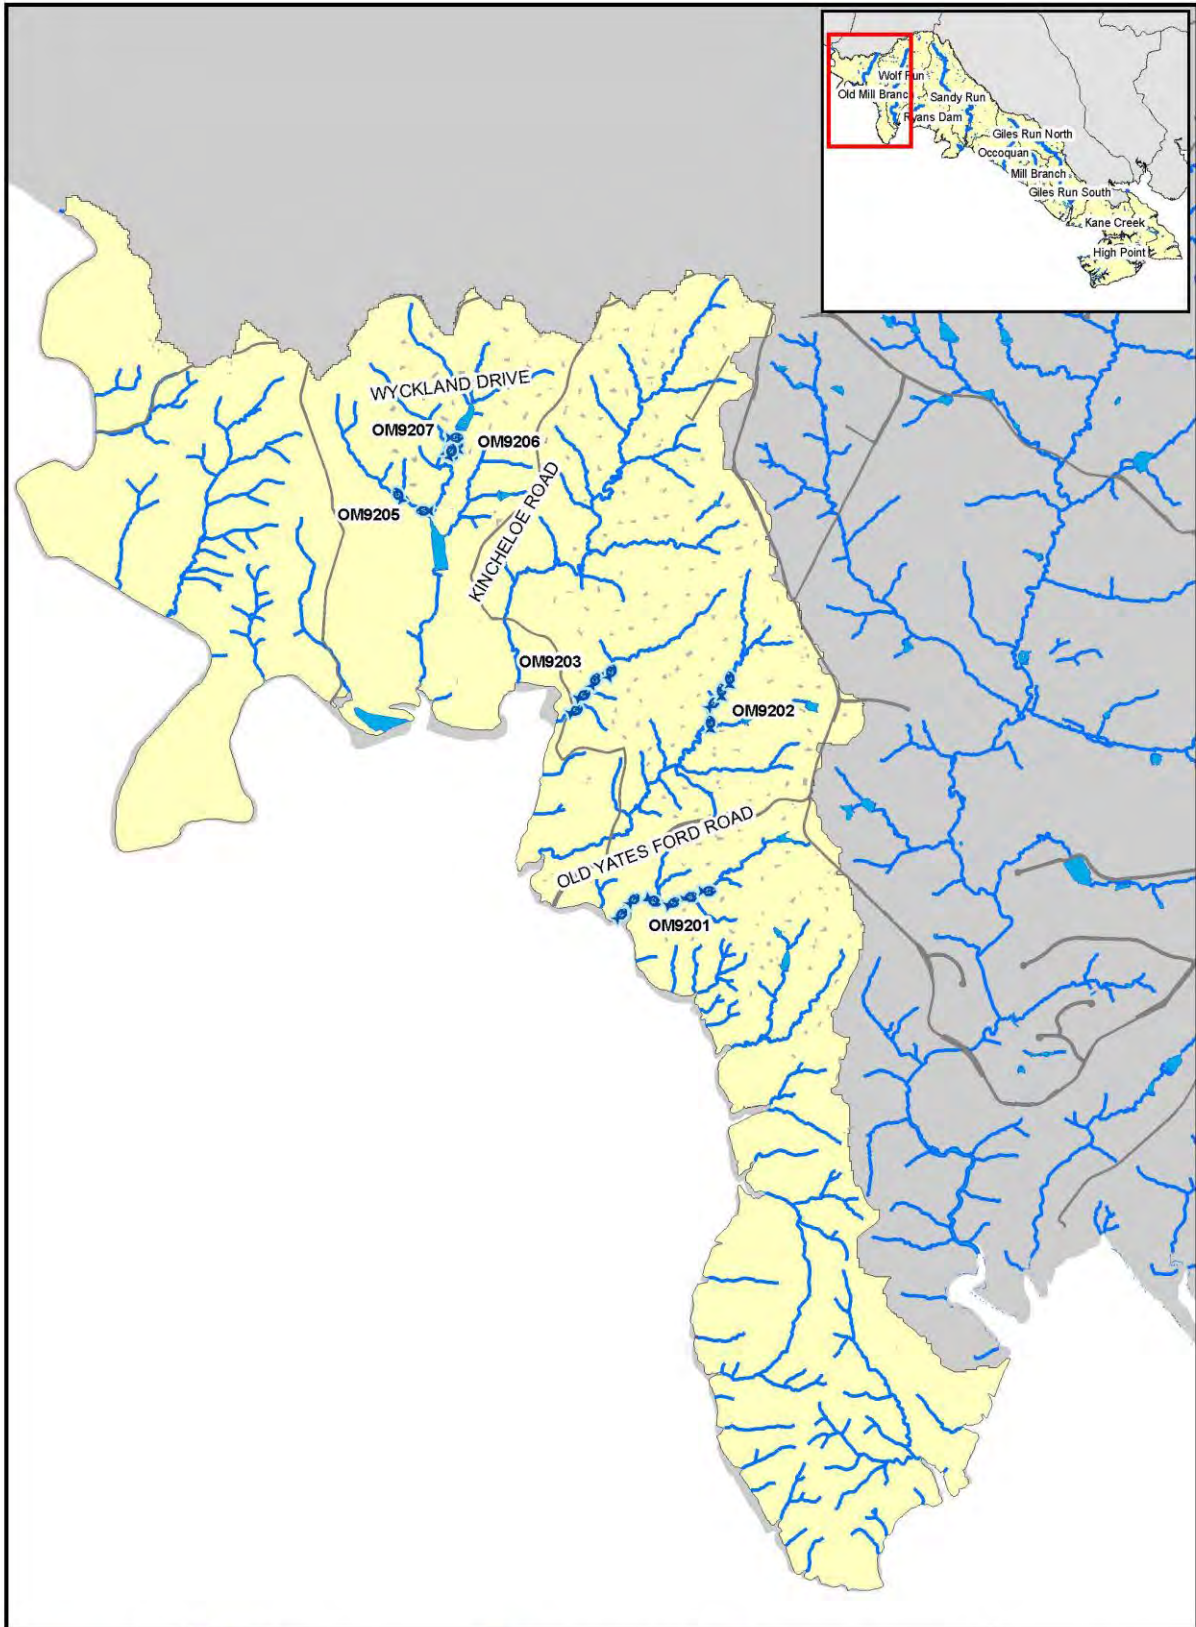 Wolf Run
Old Mill Branch
Sandy Run
Ryans Dam
Giles Run North
Occoquan
Mill Branch
Giles Run South
Kane Creek
High Point
WYCKLAND DRIVE
OM9207
OM9206
KINCHELOE ROAD
OM9205
OM9203
OM9202
OLD YATES FORD ROAD
OM9201